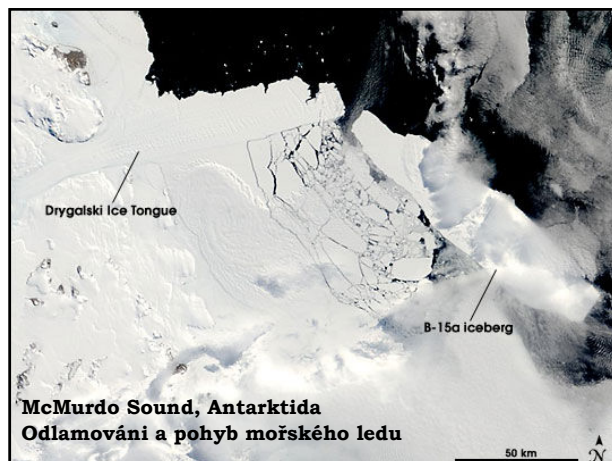 Drygalski Ice Tongue
B-15a iceberg
McMurdo Sound, Antarktida
Odlamováni a pohyb mořského ledu
50 km
N